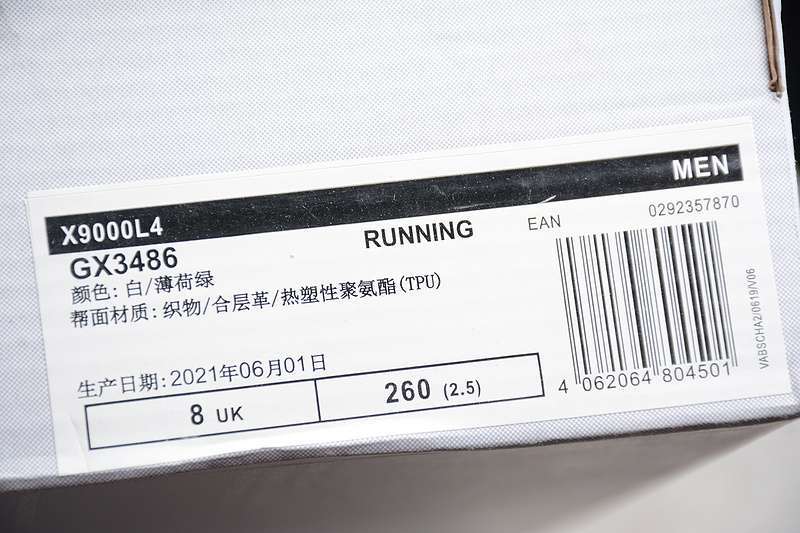 X9000L4 MEN
GX3486 RUNNING EAN 0292357870
颜色: 白/薄荷绿
帮面材质: 织物/合层革/热塑性聚氨酯(TPU)
生产日期: 2021年06月01日
8 UK 260 (2.5)
4 062064 804501
VABSCHA2/0619/V06